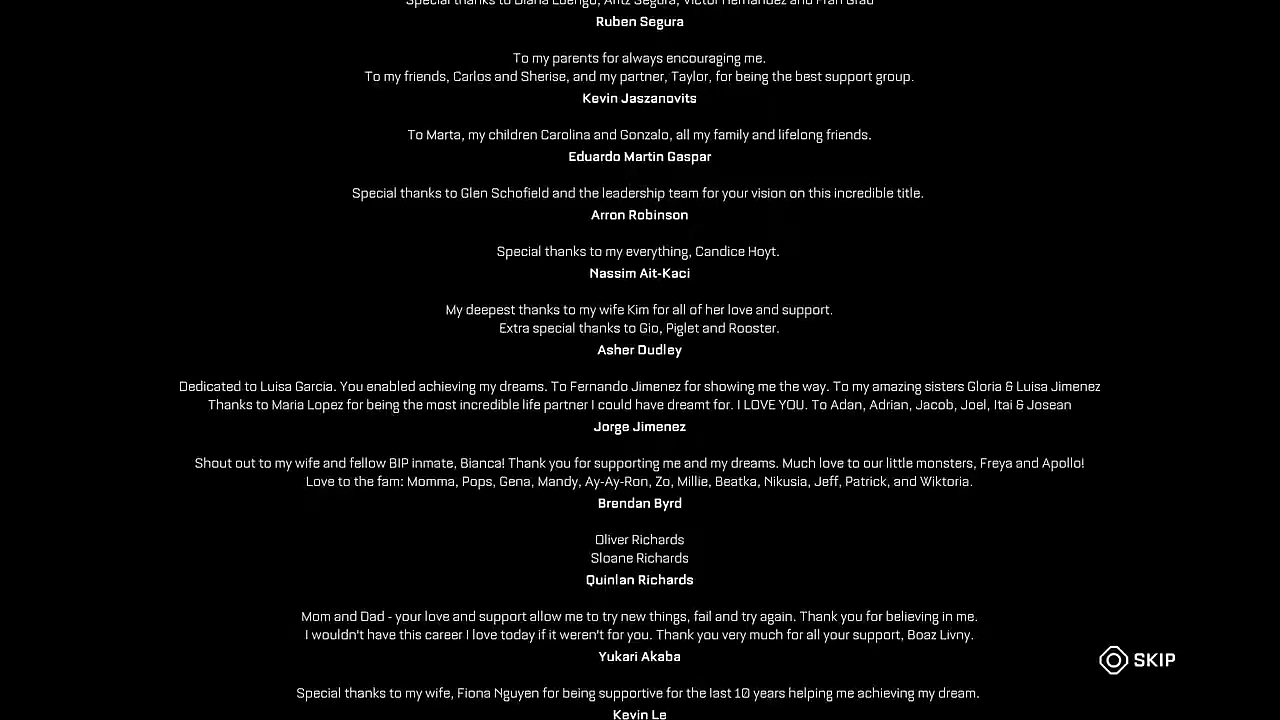 Special thanks to Diana Luengo, Aritz Segura, Victor Hernandez and Fran Grau
Ruben Segura
To my parents for always encouraging me.
To my friends, Carlos and Sherise, and my partner, Taylor, for being the best support group.
Kevin Jaszanovits
To Marta, my children Carolina and Gonzalo, all my family and lifelong friends.
Eduardo Martin Gaspar
Special thanks to Glen Schofield and the leadership team for your vision on this incredible title.
Arron Robinson
Special thanks to my everything, Candice Hoyt.
Nassim Ait-Kaci
My deepest thanks to my wife Kim for all of her love and support.
Extra special thanks to Gio, Piglet and Rooster.
Asher Dudley
Dedicated to Luisa Garcia. You enabled achieving my dreams. To Fernando Jimenez for showing me the way. To my amazing sisters Gloria & Luisa Jimenez
Thanks to Maria Lopez for being the most incredible life partner I could have dreamt for. I LOVE YOU. To Adan, Adrian, Jacob, Joel, Itai & Josean
Jorge Jimenez
Shout out to my wife and fellow BIP inmate, Bianca! Thank you for supporting me and my dreams. Much love to our little monsters, Freya and Apollo!
Love to the fam: Momma, Pops, Gena, Mandy, Ay-Ay-Ron, Zo, Millie, Beatka, Nikusia, Jeff, Patrick, and Wiktoria.
Brendan Byrd
Oliver Richards
Sloane Richards
Quinlan Richards
Mom and Dad - your love and support allow me to try new things, fail and try again. Thank you for believing in me.
I wouldn't have this career I love today if it weren't for you. Thank you very much for all your support, Boaz Livny.
Yukari Akaba
SKIP
Special thanks to my wife, Fiona Nguyen for being supportive for the last 10 years helping me achieving my dream.
Kevin Le